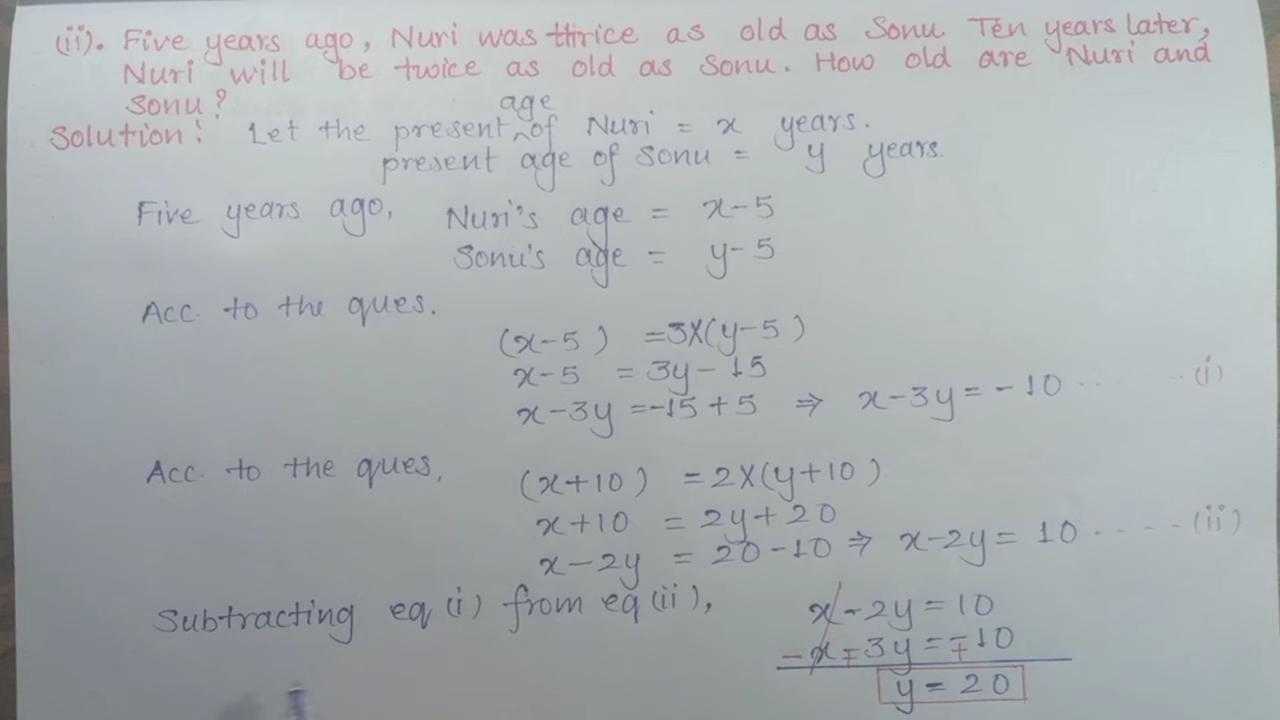 (ii). Five years ago, Nuri was thrice as old as Sonu. Ten years later,
Nuri will be twice as old as Sonu. How old are Nuri and
Sonu?
Solution: Let the present age of Nuri = x years.
present age of Sonu = y years.
Five years ago, Nuri's age = x-5
Sonu's age = y-5
Acc. to the ques.
(x-5) =3X(y-5)
x-5 = 3y-15
x-3y =-15+5 ⇒ x-3y = -10 .. --(i)
Acc. to the ques,
(x+10) =2X(y+10)
x+10 = 2y+20
x-2y = 20-10 ⇒ x-2y= 10 ---- (ii)
Subtracting eq (i) from eq (ii), x-2y=10
-x∓3y=∓10
y = 20